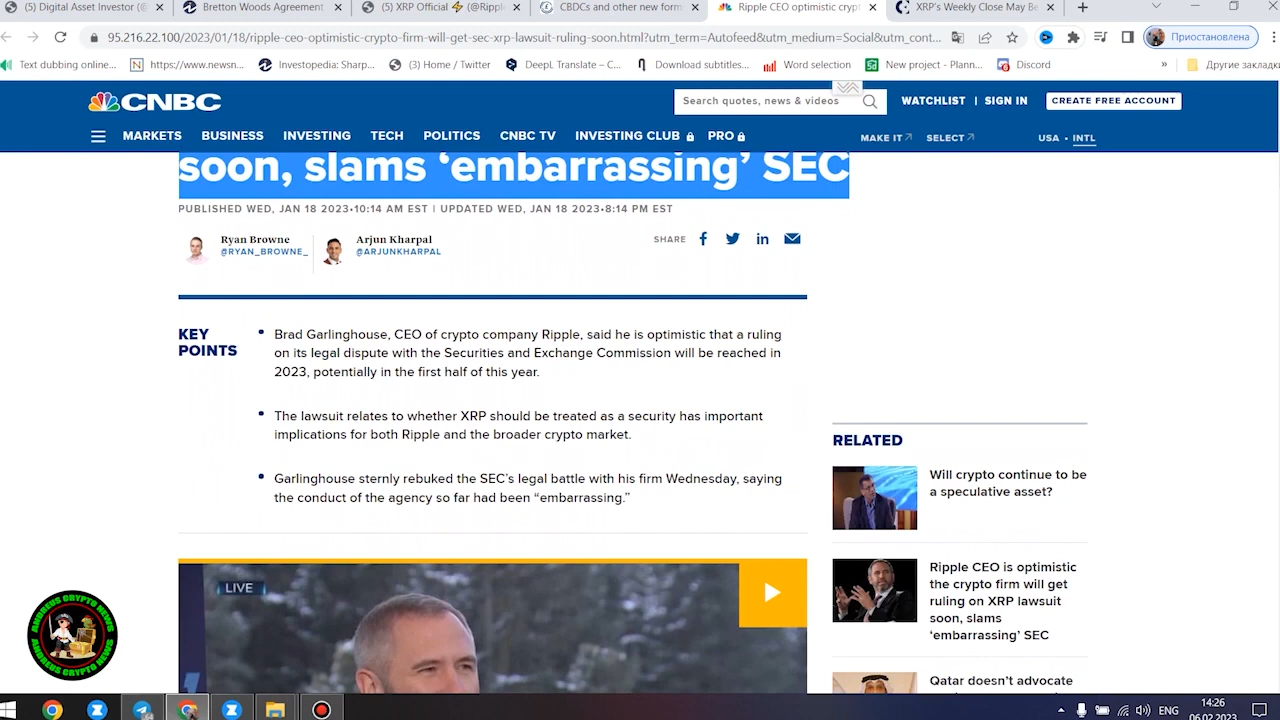 (5) Digital Asset Investor (@
Bretton Woods Agreement
(5) XRP Official ⚡ (@Ripple
CBDCs and other new form
Ripple CEO optimistic crypt
XRP's Weekly Close May Be
95.216.22.100/2023/01/18/ripple-ceo-optimistic-crypto-firm-will-get-sec-xrp-lawsuit-ruling-soon.html?utm_term=Autofeed&utm_medium=Social&utm_cont...
Приостановлена
Text dubbing online...
https://www.newsn...
Investopedia: Sharp...
(3) Home / Twitter
DeepL Translate – C...
Download subtitles...
Word selection
New project - Plann...
Discord
»
Другие закладки
CNBC
Search quotes, news & videos
WATCHLIST | SIGN IN
CREATE FREE ACCOUNT
MARKETS
BUSINESS
INVESTING
TECH
POLITICS
CNBC TV
INVESTING CLUB
PRO
MAKE IT
SELECT
USA • INTL
soon, slams ‘embarrassing’ SEC
PUBLISHED WED, JAN 18 2023•10:14 AM EST | UPDATED WED, JAN 18 2023•8:14 PM EST
Ryan Browne
@RYAN_BROWNE_
Arjun Kharpal
@ARJUNKHARPAL
SHARE
KEY
POINTS
Brad Garlinghouse, CEO of crypto company Ripple, said he is optimistic that a ruling
on its legal dispute with the Securities and Exchange Commission will be reached in
2023, potentially in the first half of this year.
The lawsuit relates to whether XRP should be treated as a security has important
implications for both Ripple and the broader crypto market.
Garlinghouse sternly rebuked the SEC’s legal battle with his firm Wednesday, saying
the conduct of the agency so far had been “embarrassing.”
LIVE
RELATED
Will crypto continue to be
a speculative asset?
Ripple CEO is optimistic
the crypto firm will get
ruling on XRP lawsuit
soon, slams
‘embarrassing’ SEC
Qatar doesn’t advocate
ANDREUS CRYPTO NEWS
ANDREUS CRYPTO NEWS
ENG
14:26
06.02.2023